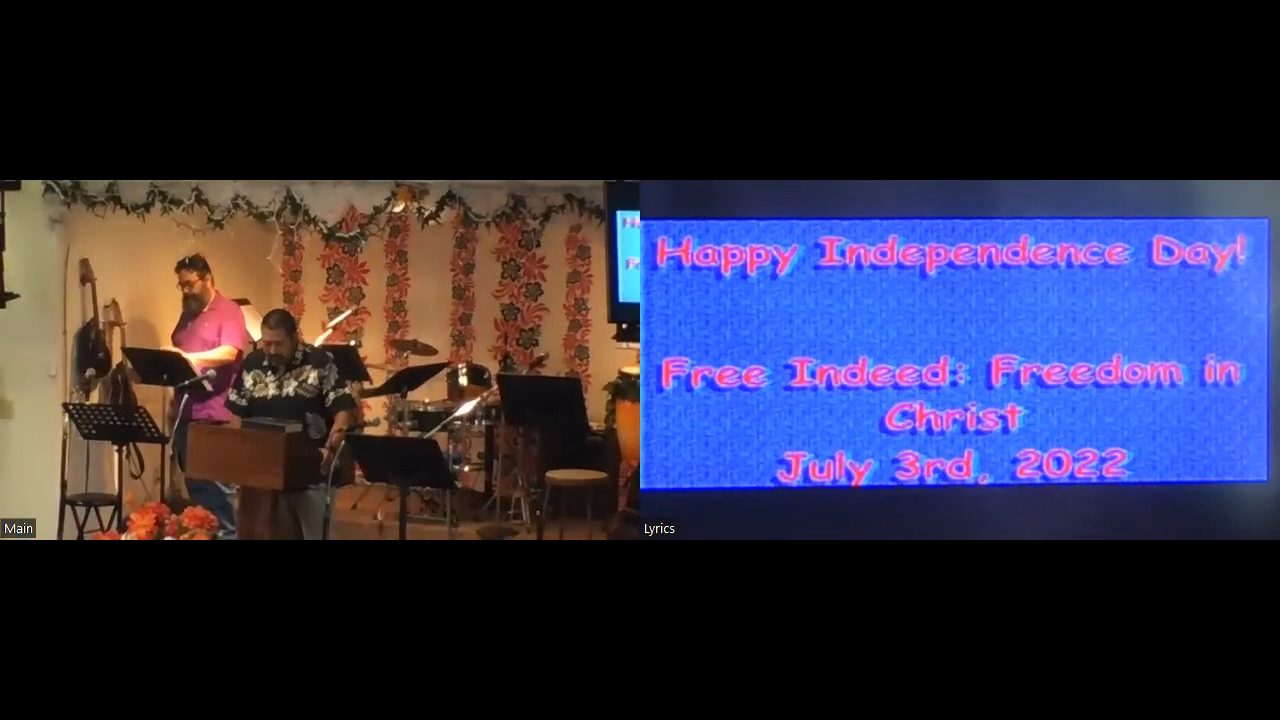 Happy Independence Day!
Free Indeed: Freedom in
Christ
July 3rd, 2022
Main
Lyrics